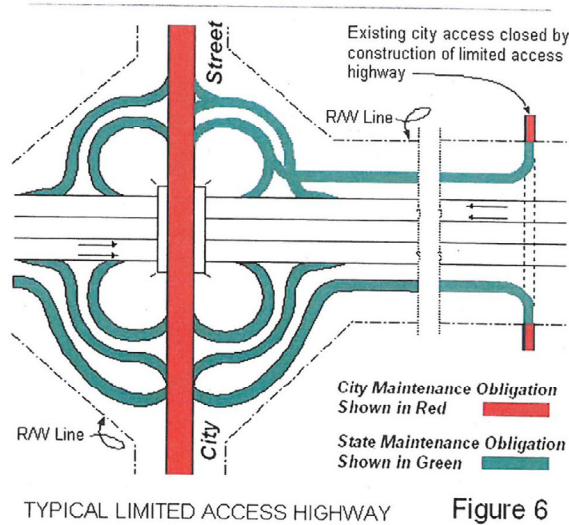 Existing city access closed by
construction of limited access
highway
Street
R/W Line
R/W Line
City
City Maintenance Obligation
Shown in Red
State Maintenance Obligation
Shown in Green
TYPICAL LIMITED ACCESS HIGHWAY
Figure 6